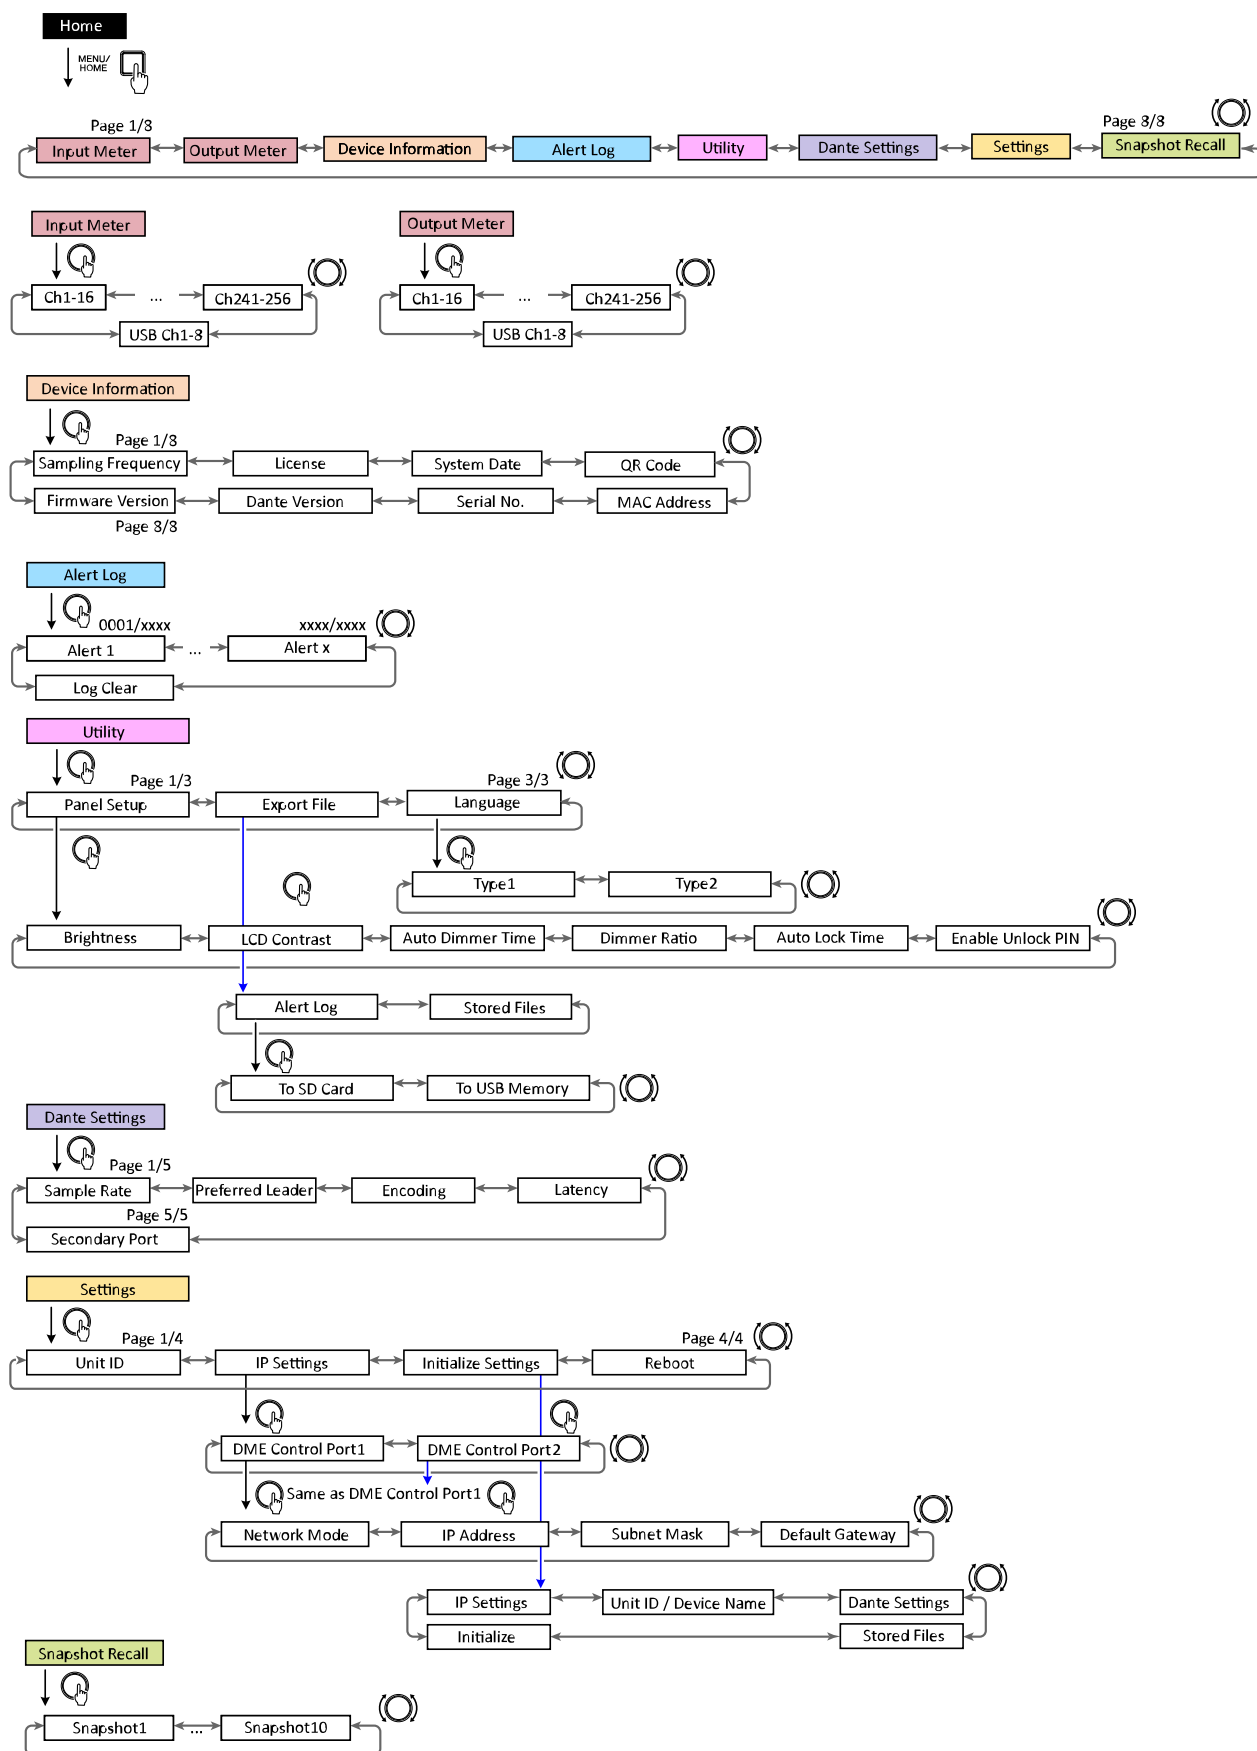 Home
MENU/
HOME
Page 1/8
Page 8/8
Input Meter
Output Meter
Device Information
Alert Log
Utility
Dante Settings
Settings
Snapshot Recall
Input Meter
Output Meter
Ch1-16
...
Ch241-256
USB Ch1-8
Ch1-16
...
Ch241-256
USB Ch1-8
Device Information
Page 1/8
Sampling Frequency
License
System Date
QR Code
Firmware Version
Dante Version
Serial No.
MAC Address
Page 8/8
Alert Log
0001/xxxx
xxxx/xxxx
Alert 1
...
Alert x
Log Clear
Utility
Page 1/3
Page 3/3
Panel Setup
Export File
Language
Type1
Type2
Brightness
LCD Contrast
Auto Dimmer Time
Dimmer Ratio
Auto Lock Time
Enable Unlock PIN
Alert Log
Stored Files
To SD Card
To USB Memory
Dante Settings
Page 1/5
Sample Rate
Preferred Leader
Encoding
Latency
Page 5/5
Secondary Port
Settings
Page 1/4
Page 4/4
Unit ID
IP Settings
Initialize Settings
Reboot
DME Control Port1
DME Control Port2
Same as DME Control Port1
Network Mode
IP Address
Subnet Mask
Default Gateway
IP Settings
Unit ID / Device Name
Dante Settings
Initialize
Stored Files
Snapshot Recall
Snapshot1
...
Snapshot10